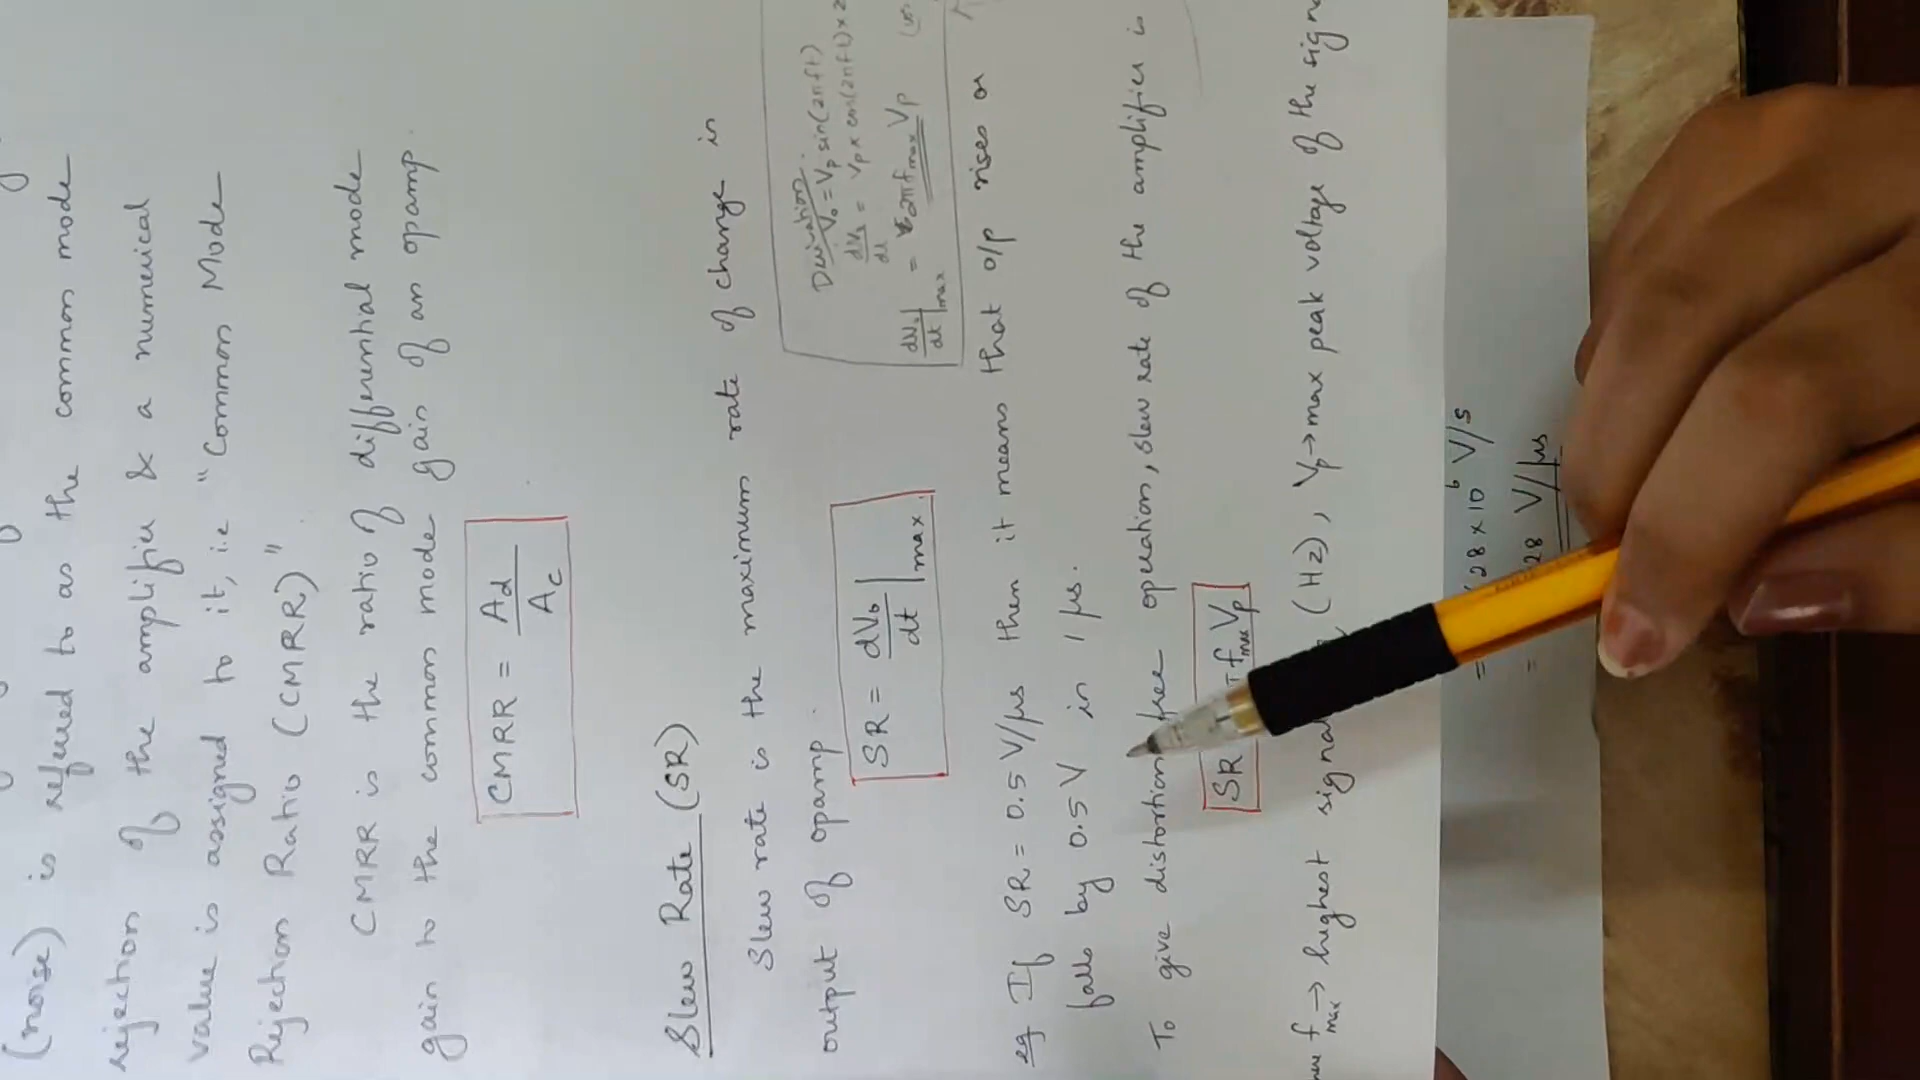 (noise) is referred to as the common mode
rejection of the amplifier & a numerical
value is assigned to it, i.e "Common Mode
Rejection Ratio (CMRR)"
CMRR is the ratio of differential mode
gain to the common mode gain of an opamp.
CMRR = Ad / Ac
Slew Rate (SR)
Slew rate is the maximum rate of change in
output of opamp.
SR = dVo / dt |max
Derivation
Vo = Vp sin(2πft)
dVo / dt = Vp x cos(2πft) x 2
dVo / dt |max = 2πfmax Vp
eg If SR = 0.5 V/μs then it means that o/p rises or
falls by 0.5 V in 1 μs.
To give distortion free operation, slew rate of the amplifier is
SR fmax Vp
fmax → highest (Hz), Vp → max peak voltage of the
28 x 10⁶ V/s
= 28 V/μs